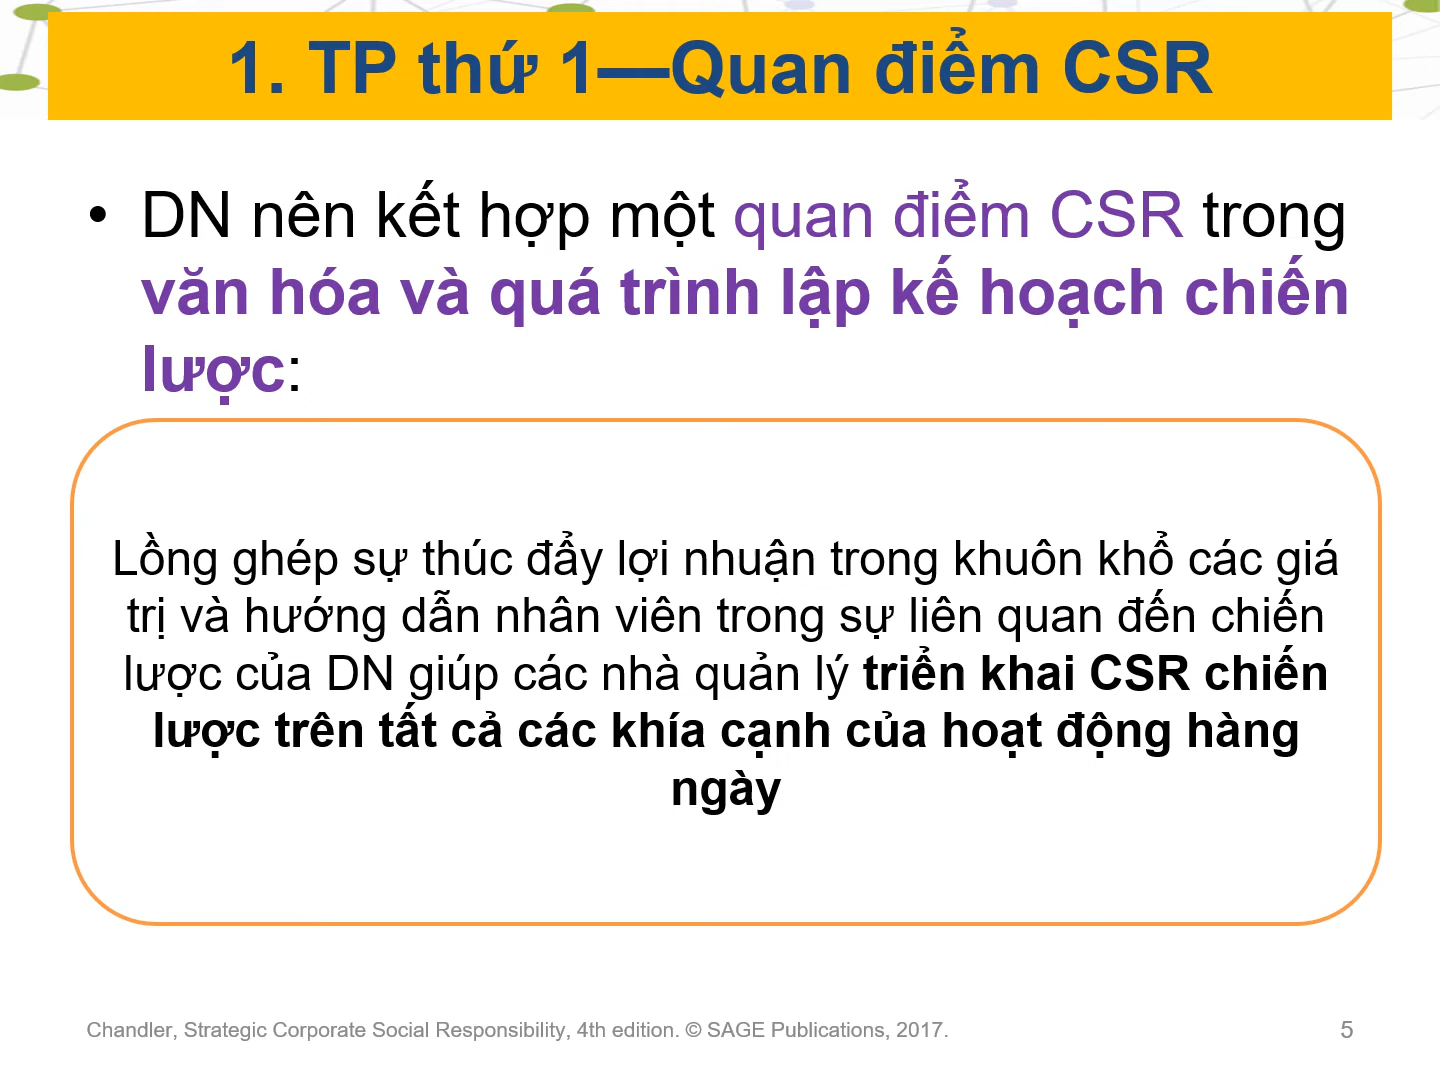 1. TP thứ 1—Quan điểm CSR
• DN nên kết hợp một quan điểm CSR trong
văn hóa và quá trình lập kế hoạch chiến
lược:
Lồng ghép sự thúc đẩy lợi nhuận trong khuôn khổ các giá
trị và hướng dẫn nhân viên trong sự liên quan đến chiến
lược của DN giúp các nhà quản lý triển khai CSR chiến
lược trên tất cả các khía cạnh của hoạt động hàng
ngày
Chandler, Strategic Corporate Social Responsibility, 4th edition. © SAGE Publications, 2017.
5